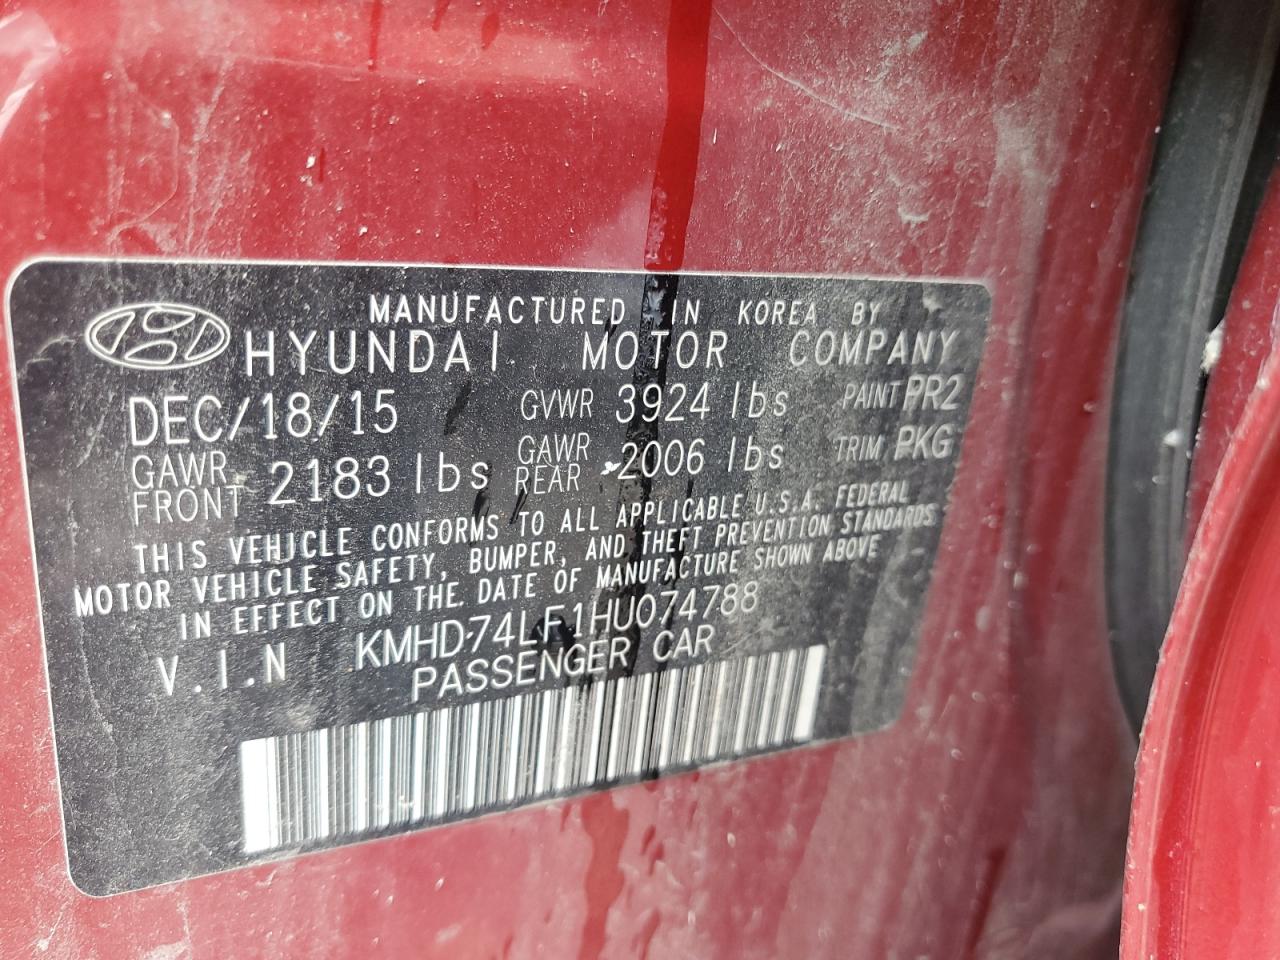 MANUFACTURED IN KOREA BY
HYUNDAI MOTOR COMPANY
DEC/18/15 GVWR 3924 lbs PAINT PR2
GAWR FRONT 2183 lbs GAWR REAR 2006 lbs TRIM PKG
THIS VEHICLE CONFORMS TO ALL APPLICABLE U.S.A. FEDERAL
MOTOR VEHICLE SAFETY, BUMPER, AND THEFT PREVENTION STANDARDS
IN EFFECT ON THE DATE OF MANUFACTURE SHOWN ABOVE
V.I.N KMHD74LF1HU074788
PASSENGER CAR